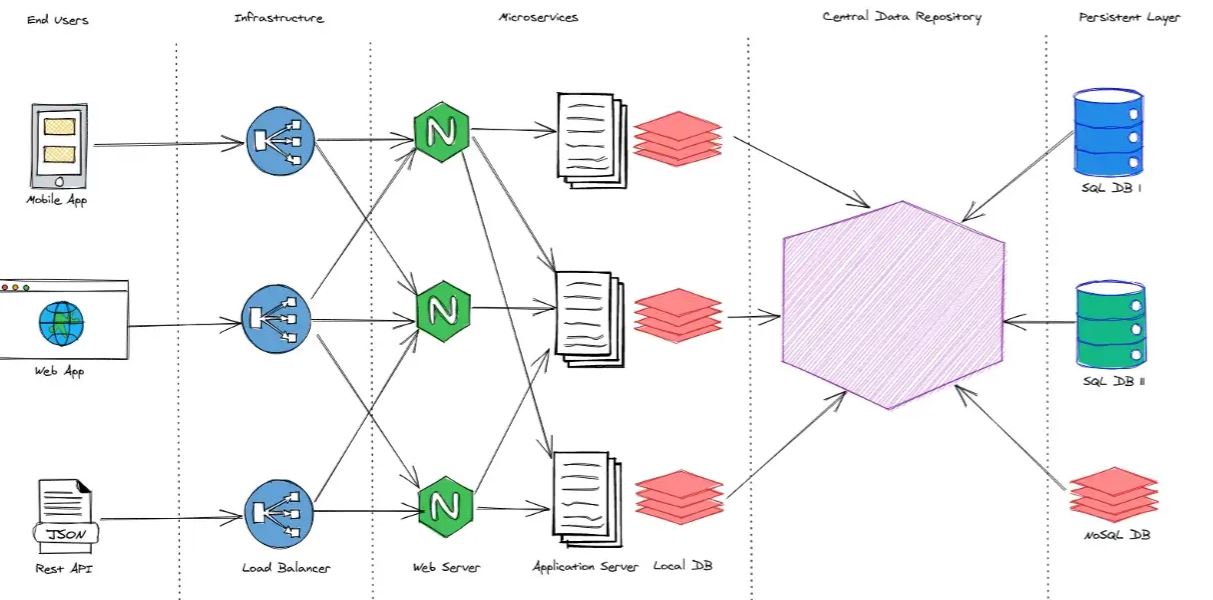 End Users
Infrastructure
Microservices
Central Data Repository
Persistent Layer
N
Mobile App
SQL DB I
N
Web App
SQL DB II
N
JSON
NoSQL DB
Rest API
Load Balancer
Web Server
Application Server
Local DB